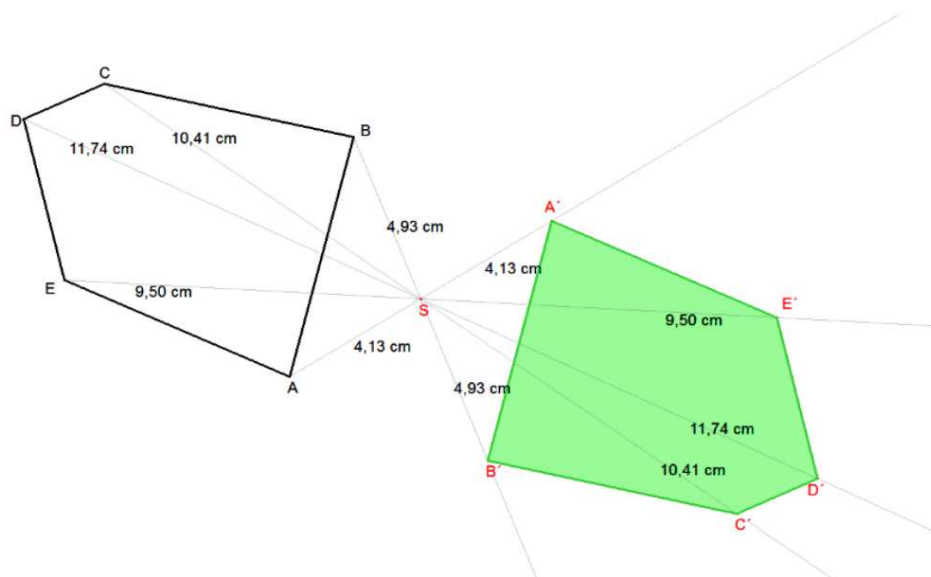 C
D
B
10,41 cm
11,74 cm
A´
4,93 cm
4,13 cm
E
9,50 cm
S
E´
9,50 cm
4,13 cm
A
4,93 cm
11,74 cm
B´
10,41 cm
D´
C´